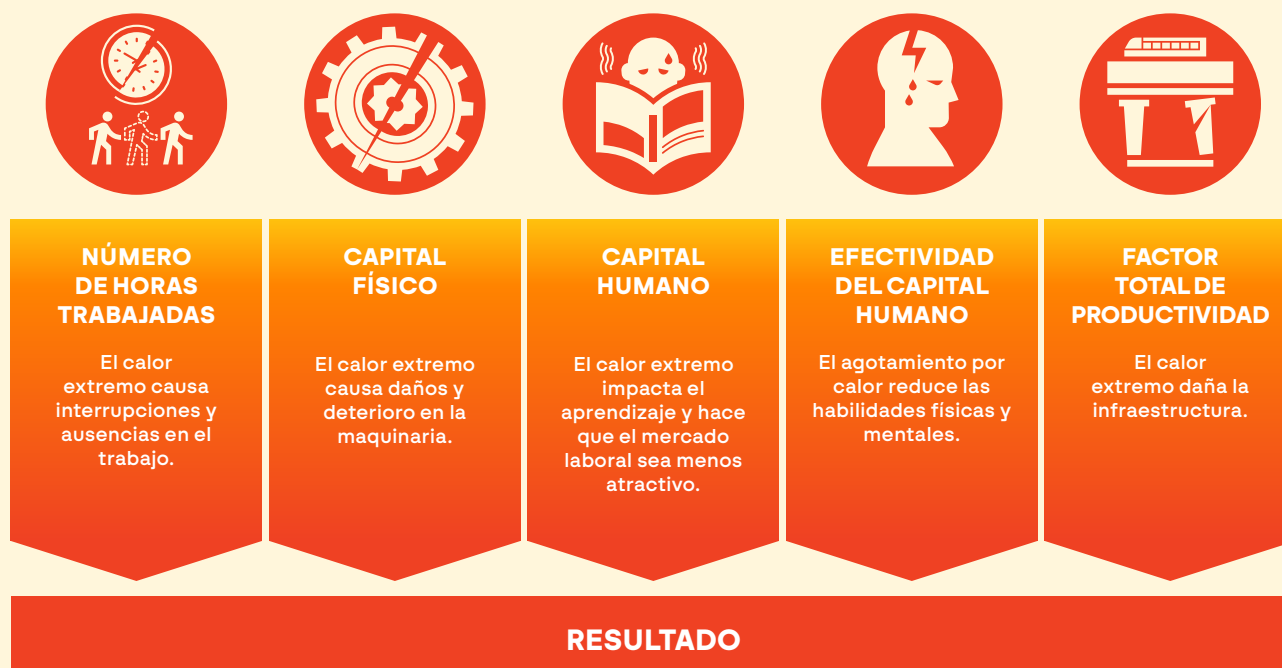 NÚMERO
DE HORAS
TRABAJADAS
El calor
extremo causa
interrupciones y
ausencias en el
trabajo.
CAPITAL
FÍSICO
El calor extremo
causa daños y
deterioro en la
maquinaria.
CAPITAL
HUMANO
El calor extremo
impacta el
aprendizaje y hace
que el mercado
laboral sea menos
atractivo.
EFECTIVIDAD
DEL CAPITAL
HUMANO
El agotamiento por
calor reduce las
habilidades físicas y
mentales.
FACTOR
TOTAL DE
PRODUCTIVIDAD
El calor
extremo daña la
infraestructura.
RESULTADO